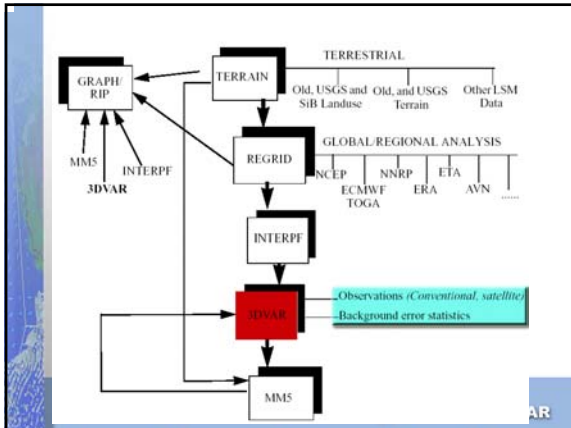 TERRESTRIAL
TERRAIN
GRAPH/
RIP
Old, USGS and
SiB Landuse
Old, and USGS
Terrain
Other LSM
Data
GLOBAL/REGIONAL ANALYSIS
REGRID
MM5
3DVAR
INTERPF
NCEP
ECMWF
TOGA
NNRP
ERA
ETA
AVN
......
INTERPF
3DVAR
Observations (Conventional, satellite)
Background error statistics
MM5
AR